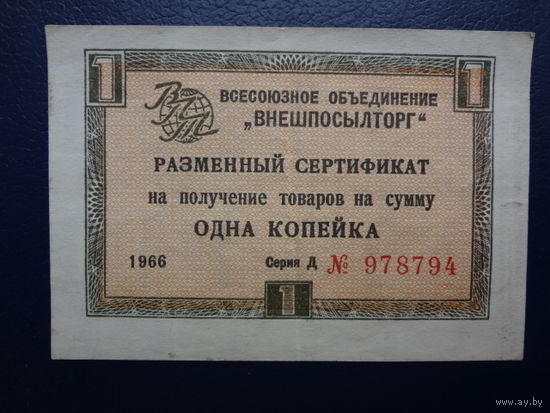 1 1
ВПТ
ВСЕСОЮЗНОЕ ОБЪЕДИНЕНИЕ
„ВНЕШПОСЫЛТОРГ“
РАЗМЕННЫЙ СЕРТИФИКАТ
на получение товаров на сумму
ОДНА КОПЕЙКА
1966 Серия Д № 978794
1
www.ay.by